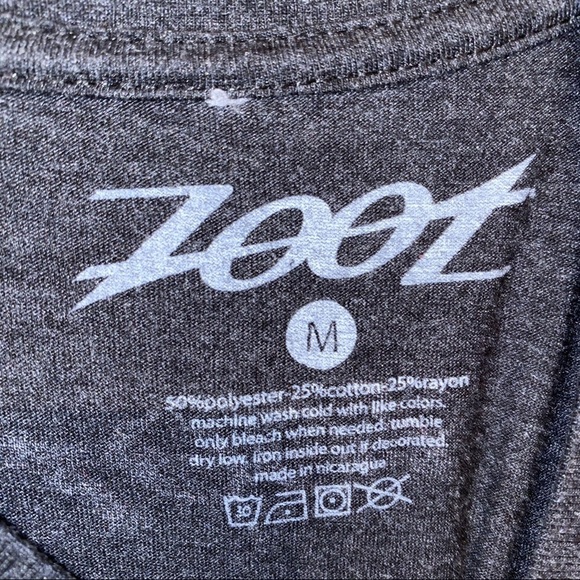 ZOOT
M
50%polyester-25%cotton-25%rayon
machine wash cold with like colors.
only bleach when needed. tumble
dry low. iron inside out if decorated.
made in nicaragua
30